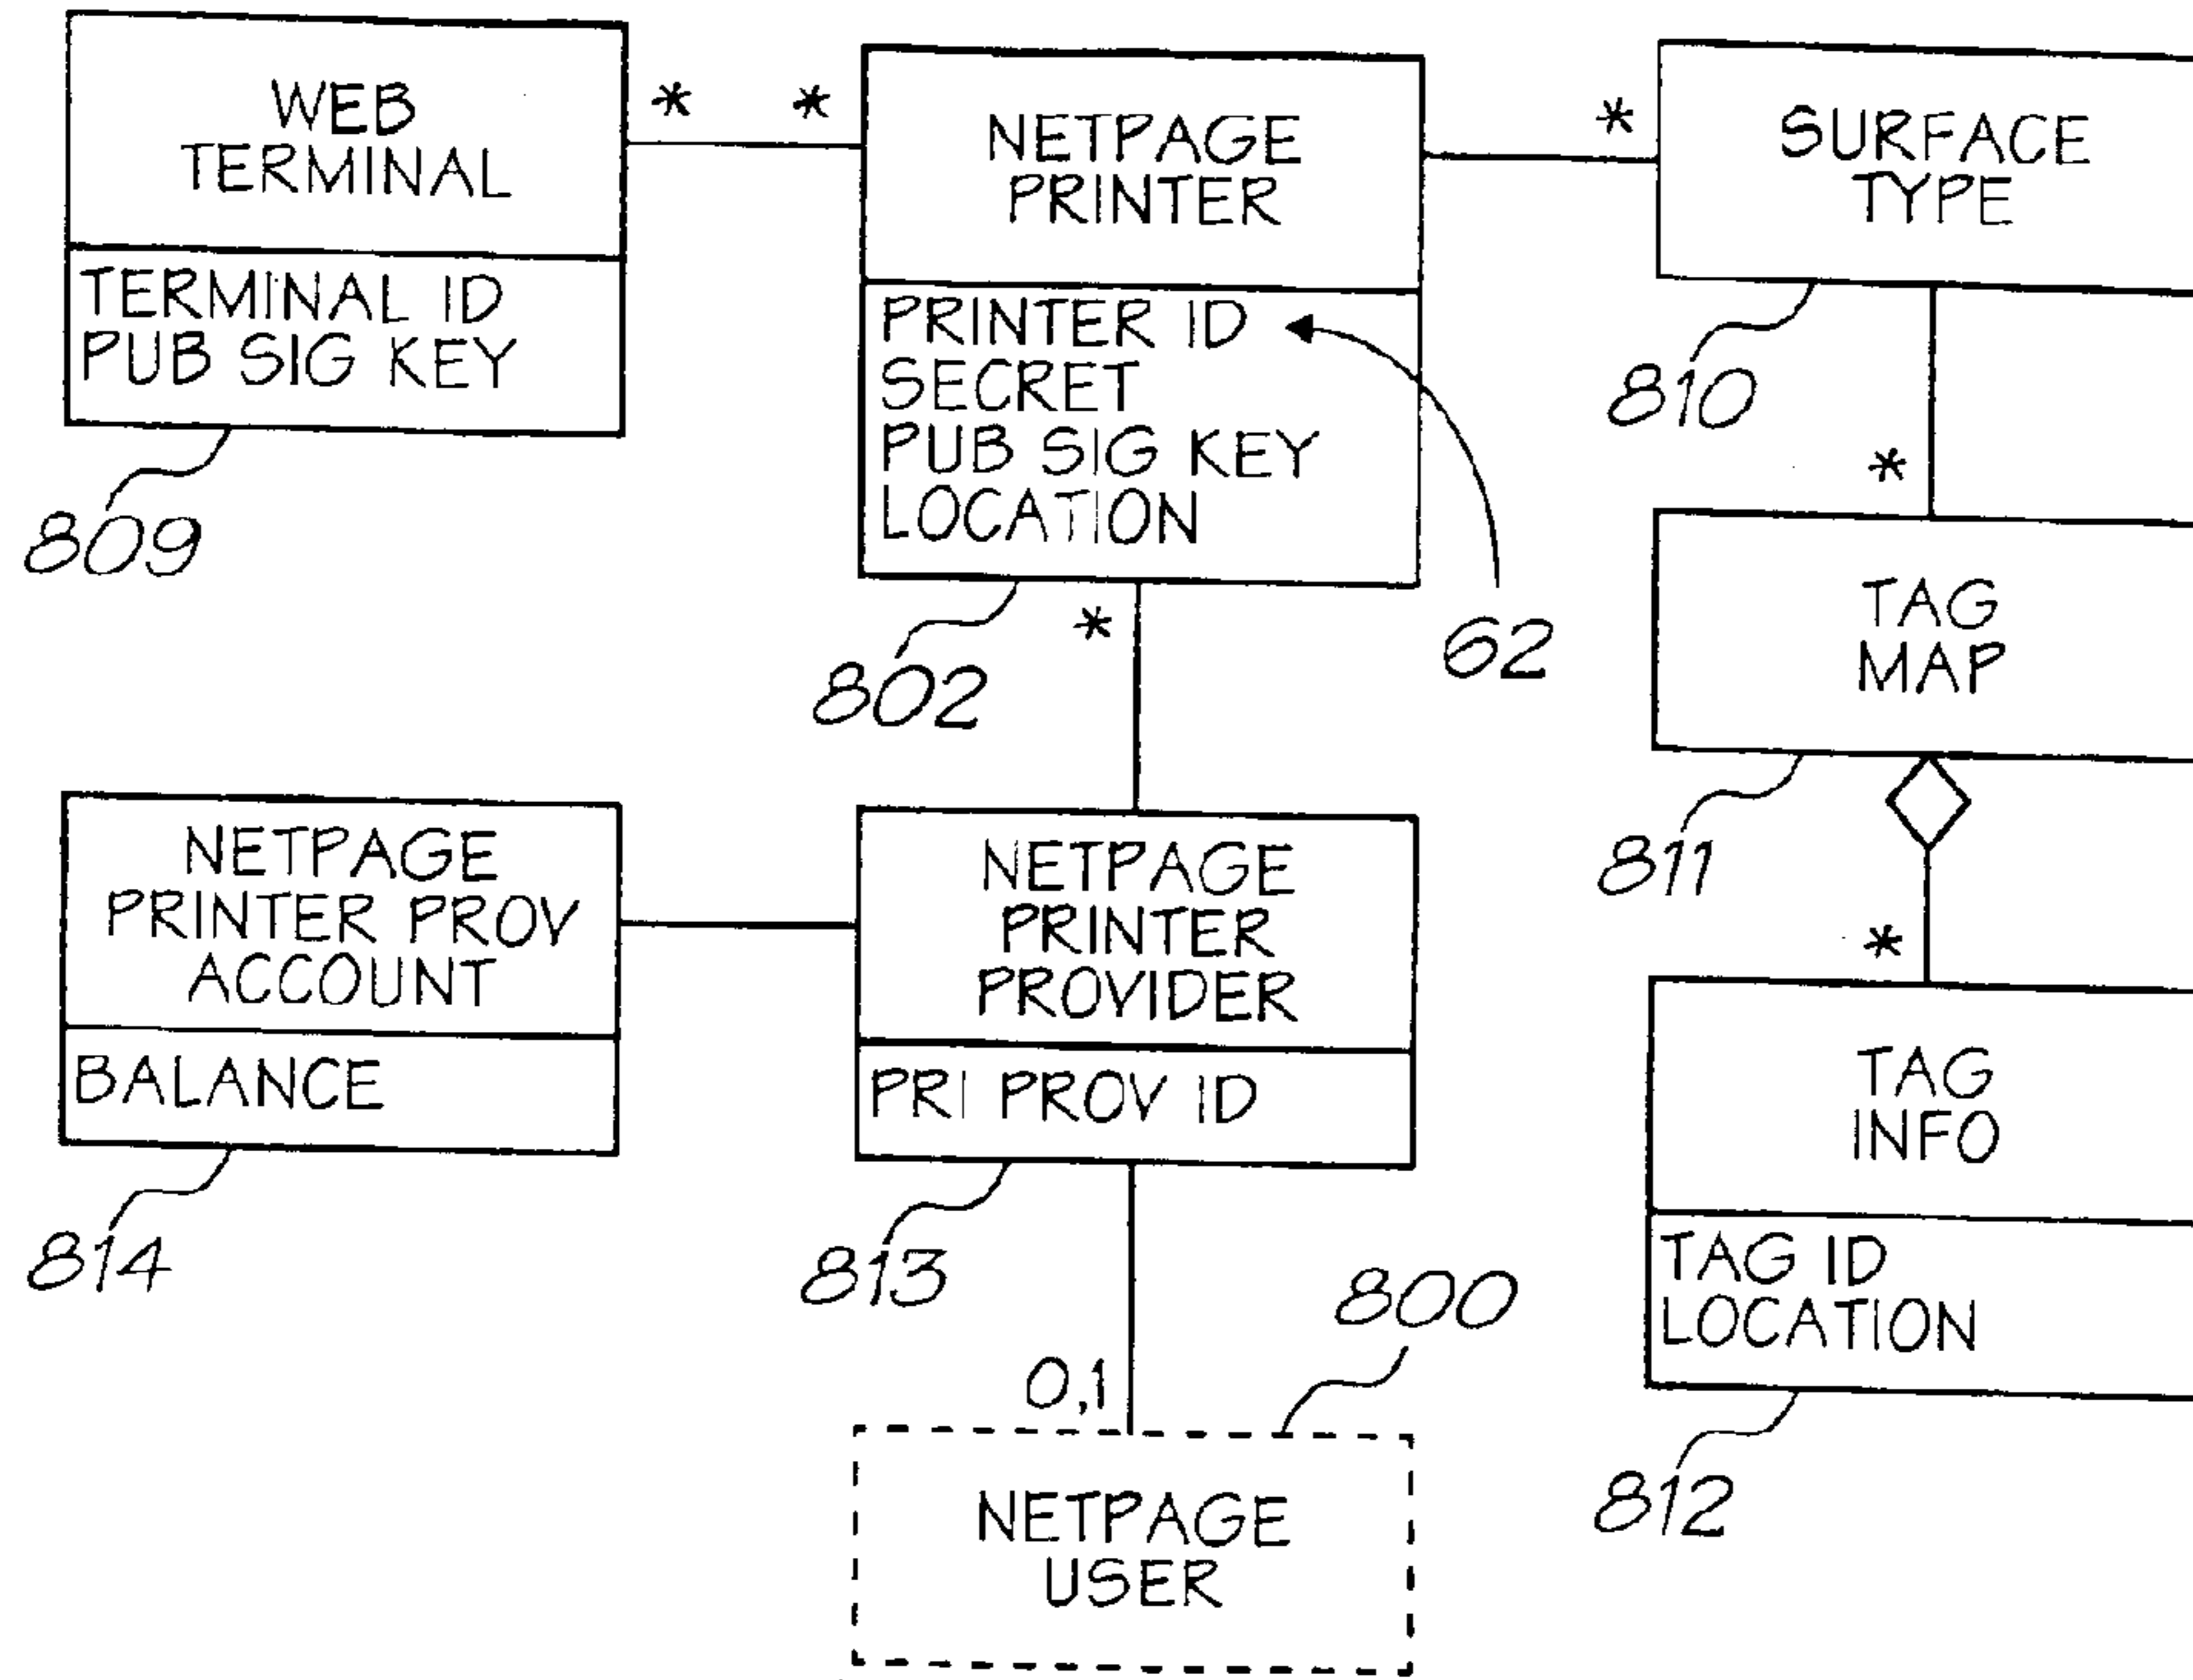 WEB
TERMINAL
TERMINAL ID
PUB SIG KEY
809
*
*
NETPAGE
PRINTER
PRINTER ID
SECRET
PUB SIG KEY
LOCATION
802
62
*
*
SURFACE
TYPE
810
*
TAG
MAP
811
*
TAG
INFO
TAG ID
LOCATION
812
NETPAGE
PRINTER PROV
ACCOUNT
BALANCE
814
NETPAGE
PRINTER
PROVIDER
PRI PROV ID
813
800
0,1
NETPAGE
USER